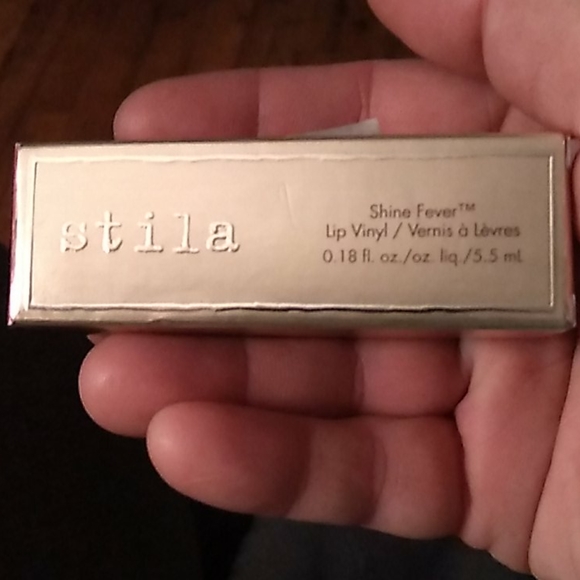 stila
Shine Fever™
Lip Vinyl / Vernis à Lèvres
0.18 fl. oz./oz. liq./5.5 mL